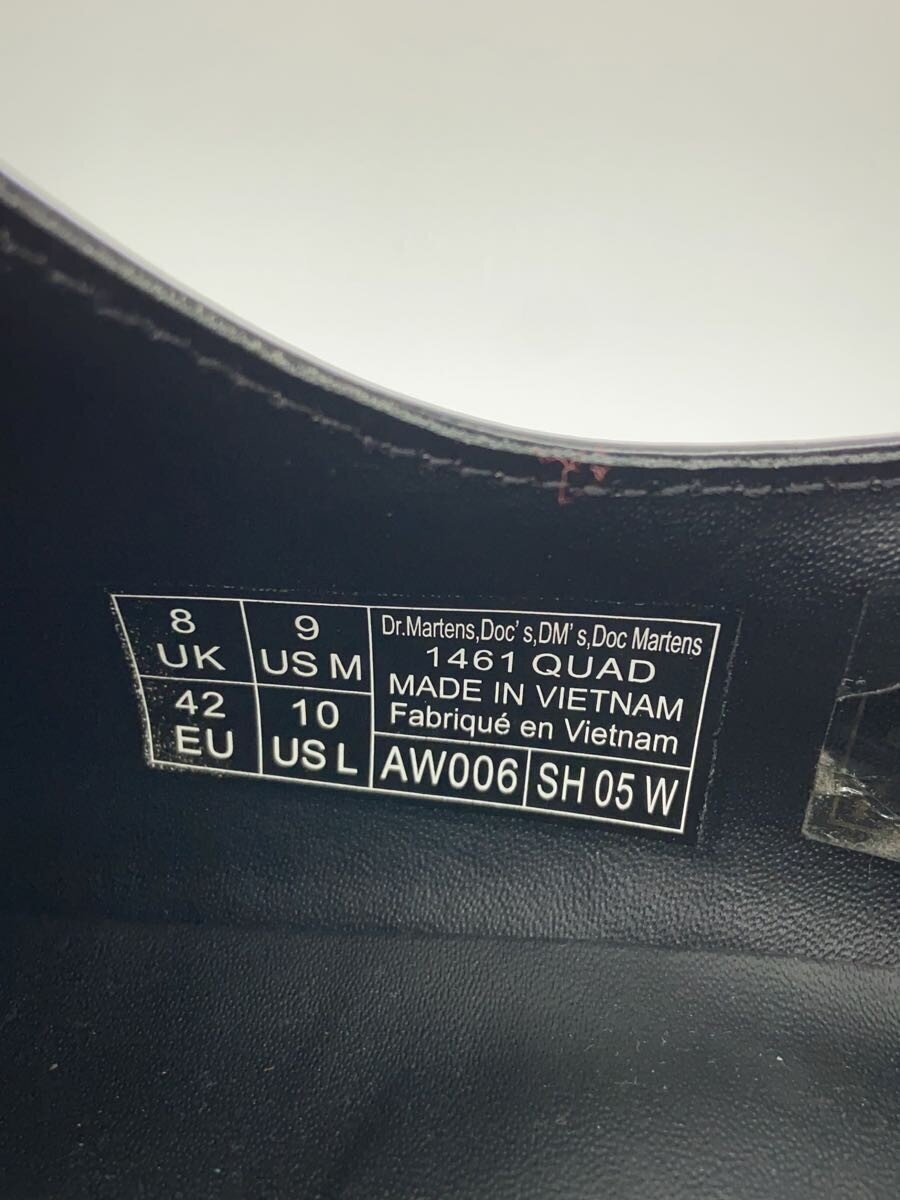 8
UK
9
US M
42
EU
10
US L
Dr.Martens,Doc's,DM's,Doc Martens
1461 QUAD
MADE IN VIETNAM
Fabriqué en Vietnam
AW006
SH 05 W